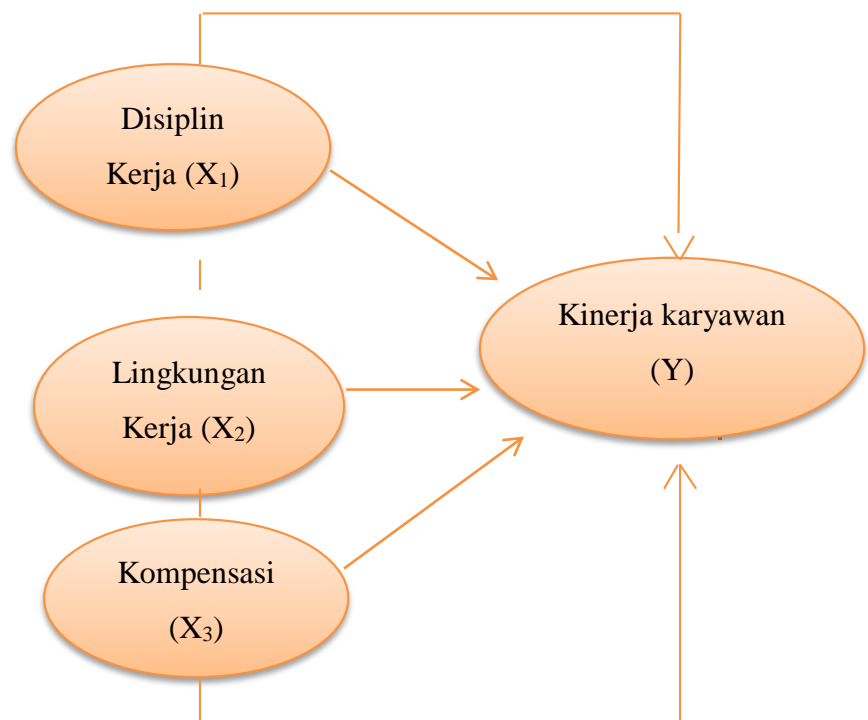 Disiplin
Kerja (X₁)
Kinerja karyawan
(Y)
Lingkungan
Kerja (X₂)
Kompensasi
(X₃)